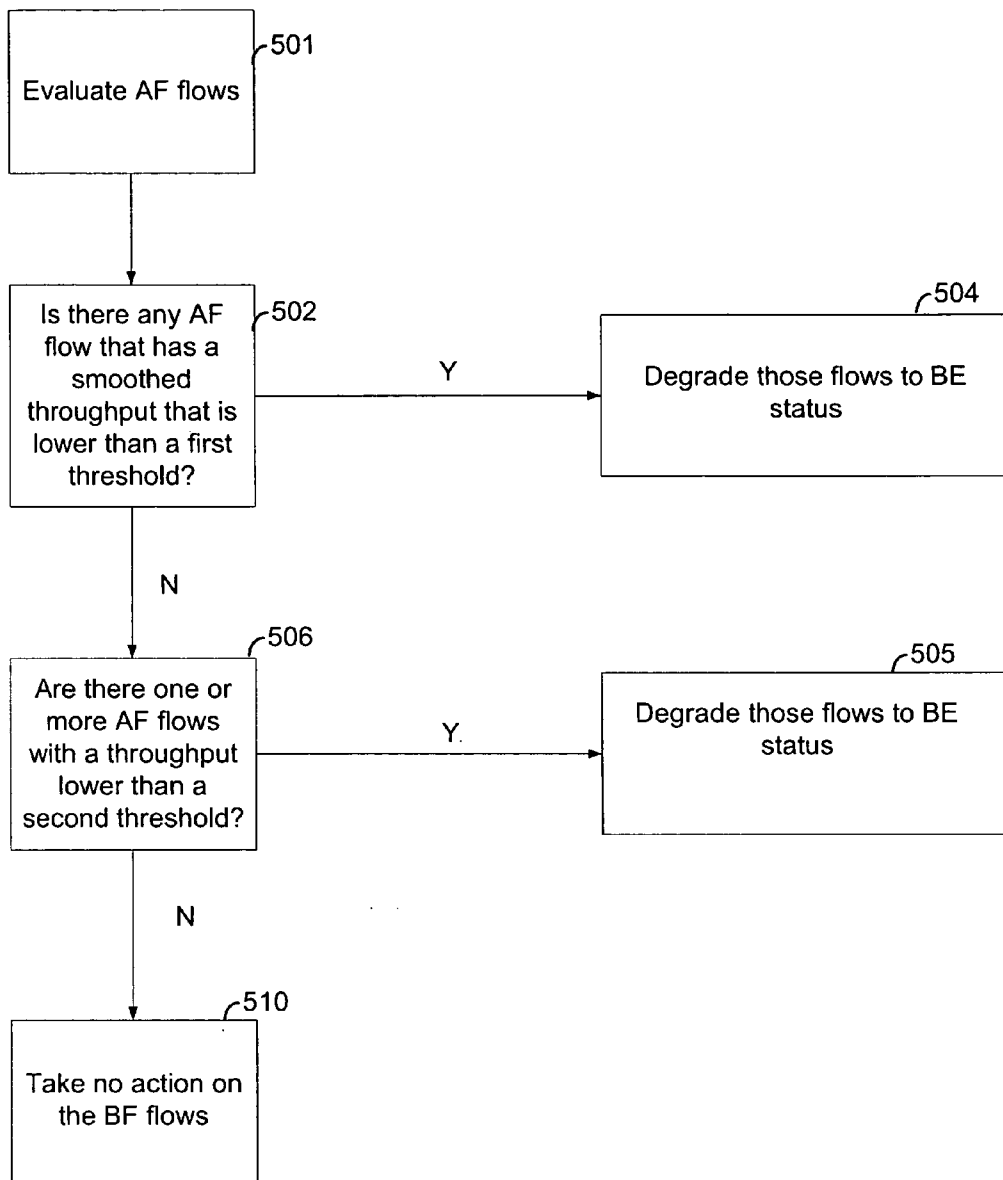 501
Evaluate AF flows
502
Is there any AF
flow that has a
smoothed
throughput that is
lower than a first
threshold?
Y
504
Degrade those flows to BE
status
N
506
Are there one or
more AF flows
with a throughput
lower than a
second threshold?
Y.
505
Degrade those flows to BE
status
N
510
Take no action on
the BF flows